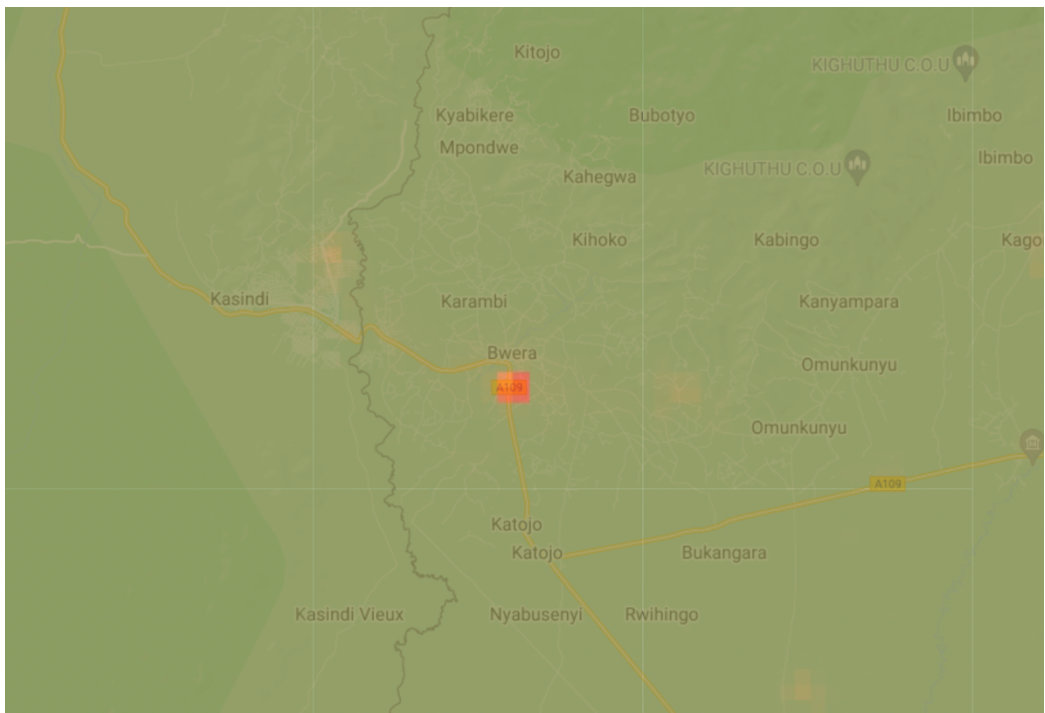 Kitojo
KIGHUTHU C.O.U
Kyabikere
Bubotyo
Ibimbo
Mpondwe
Ibimbo
KIGHUTHU C.O.U
Kahegwa
Kihoko
Kabingo
Kago
Kasindi
Karambi
Kanyampara
Bwera
Omunkunyu
A109
Omunkunyu
A109
Katojo
Katojo
Bukangara
Kasindi Vieux
Nyabusenyi
Rwihingo